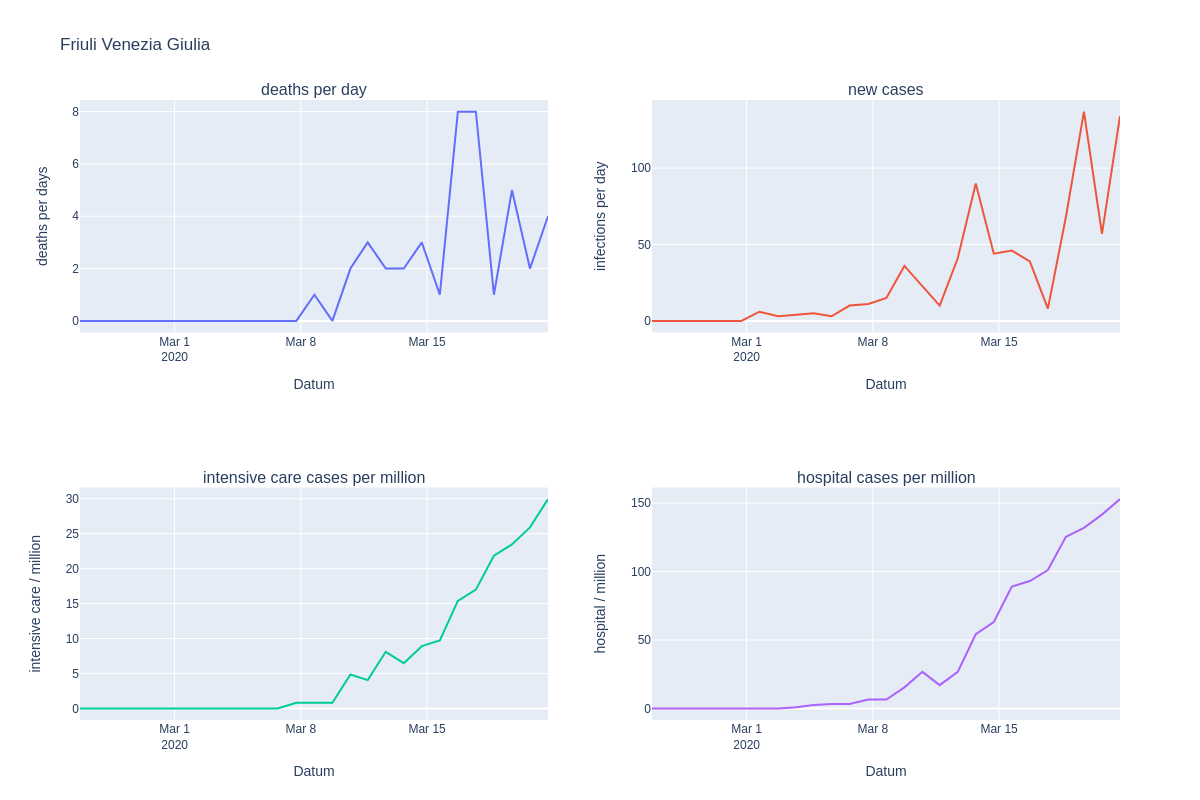 Friuli Venezia Giulia
deaths per day
deaths per days
8
6
4
2
0
Mar 1
2020
Mar 8
Mar 15
Datum
new cases
infections per day
100
50
0
Mar 1
2020
Mar 8
Mar 15
Datum
intensive care cases per million
intensive care / million
30
25
20
15
10
5
0
Mar 1
2020
Mar 8
Mar 15
Datum
hospital cases per million
hospital / million
150
100
50
0
Mar 1
2020
Mar 8
Mar 15
Datum